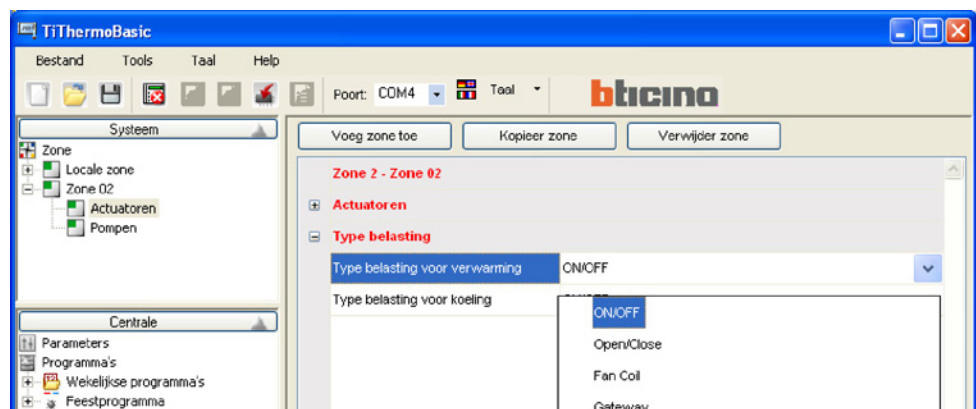 TiThermoBasic
Bestand Tools Taal Help
Poort: COM4 Taal bticino
Systeem
Zone
Locale zone
Zone 02
Actuatoren
Pompen
Centrale
Parameters
Programma's
Wekelijkse programma's
Feestprogramma
Voeg zone toe Kopieer zone Verwijder zone
Zone 2 - Zone 02
Actuatoren
Type belasting
Type belasting voor verwarming ON/OFF
Type belasting voor koeling
ON/OFF
Open/Close
Fan Coil
Gateway